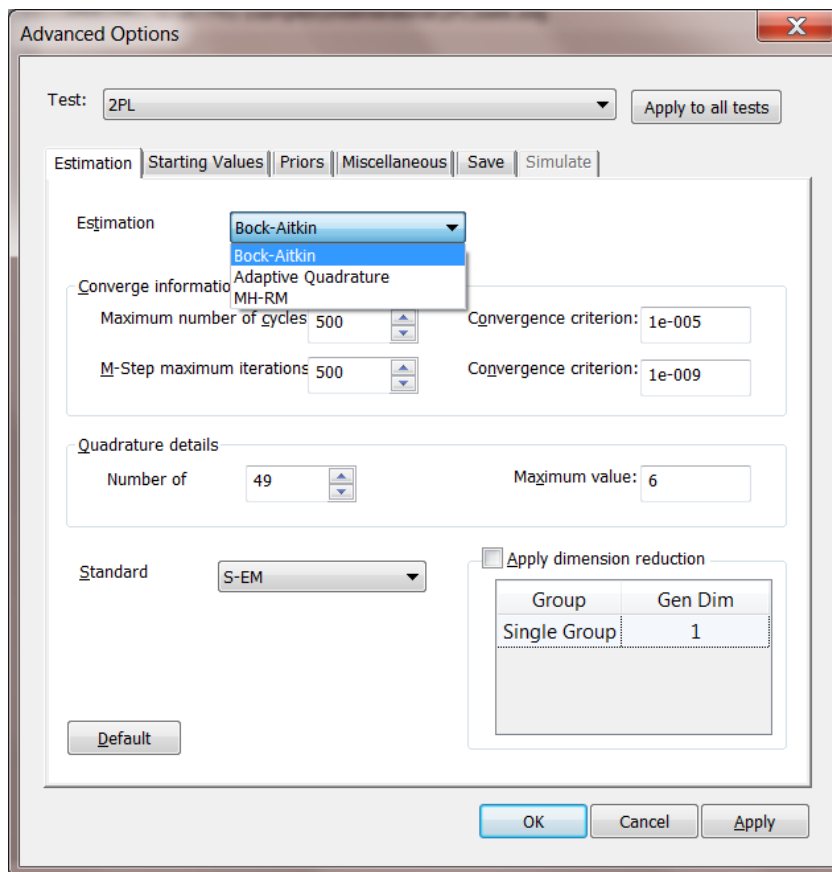 Advanced Options
X
Test: 2PL Apply to all tests
Estimation Starting Values Priors Miscellaneous Save Simulate
Estimation Bock-Aitkin
Bock-Aitkin
Adaptive Quadrature
MH-RM
Converge informatio
Maximum number of cycles 500 Convergence criterion: 1e-005
M-Step maximum iterations 500 Convergence criterion: 1e-009
Quadrature details
Number of 49 Maximum value: 6
Standard S-EM
Apply dimension reduction
Group Gen Dim
Single Group 1
Default
OK Cancel Apply